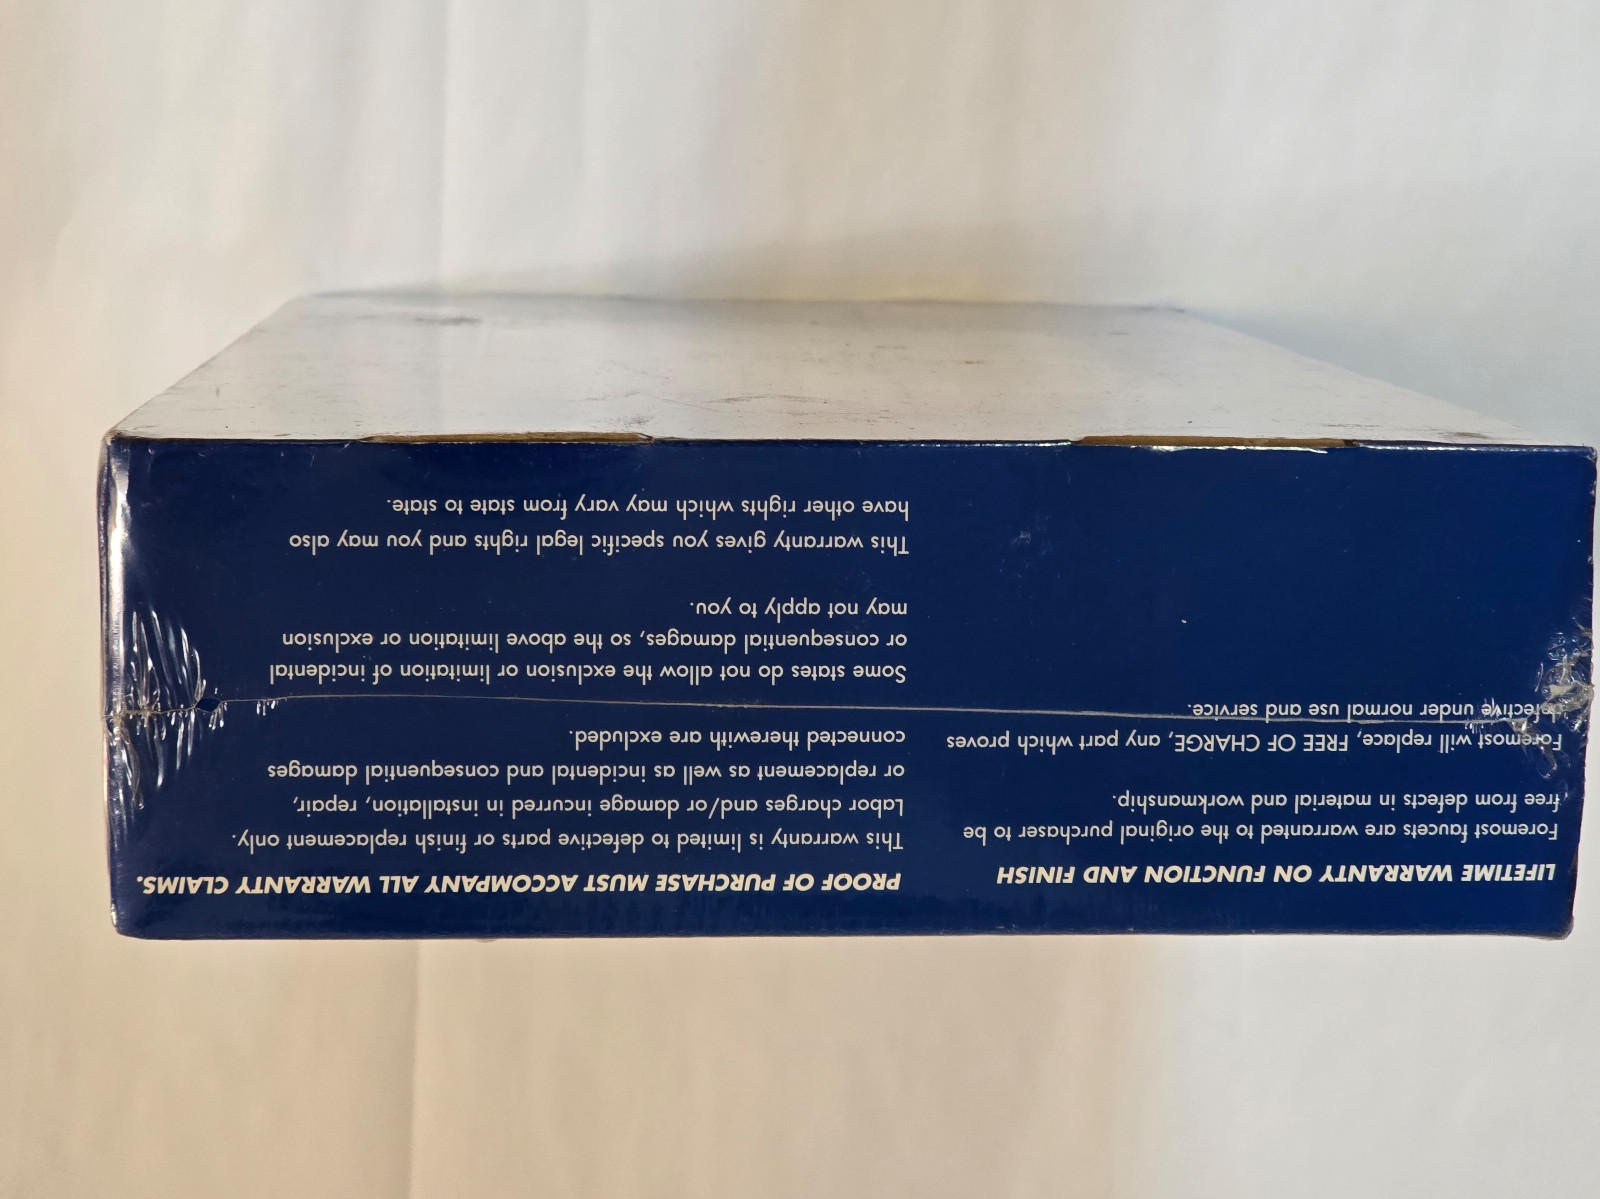 LIFETIME WARRANTY ON FUNCTION AND FINISH
Foremost faucets are warranted to the original purchaser to be
free from defects in material and workmanship.
Foremost will replace, FREE OF CHARGE, any part which proves
defective under normal use and service.
PROOF OF PURCHASE MUST ACCOMPANY ALL WARRANTY CLAIMS.
This warranty is limited to defective parts or finish replacement only.
Labor charges and/or damage incurred in installation, repair,
or replacement as well as incidental and consequential damages
connected therewith are excluded.
Some states do not allow the exclusion or limitation of incidental
or consequential damages, so the above limitation or exclusion
may not apply to you.
This warranty gives you specific legal rights and you may also
have other rights which may vary from state to state.